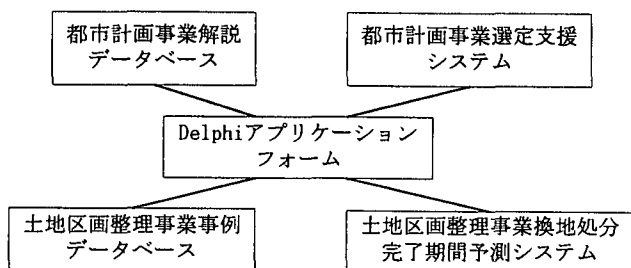 都市計画事業解説
データベース
都市計画事業選定支援
システム
Delphiアプリケーション
フォーム
土地区画整理事業事例
データベース
土地区画整理事業換地処分
完了期間予測システム